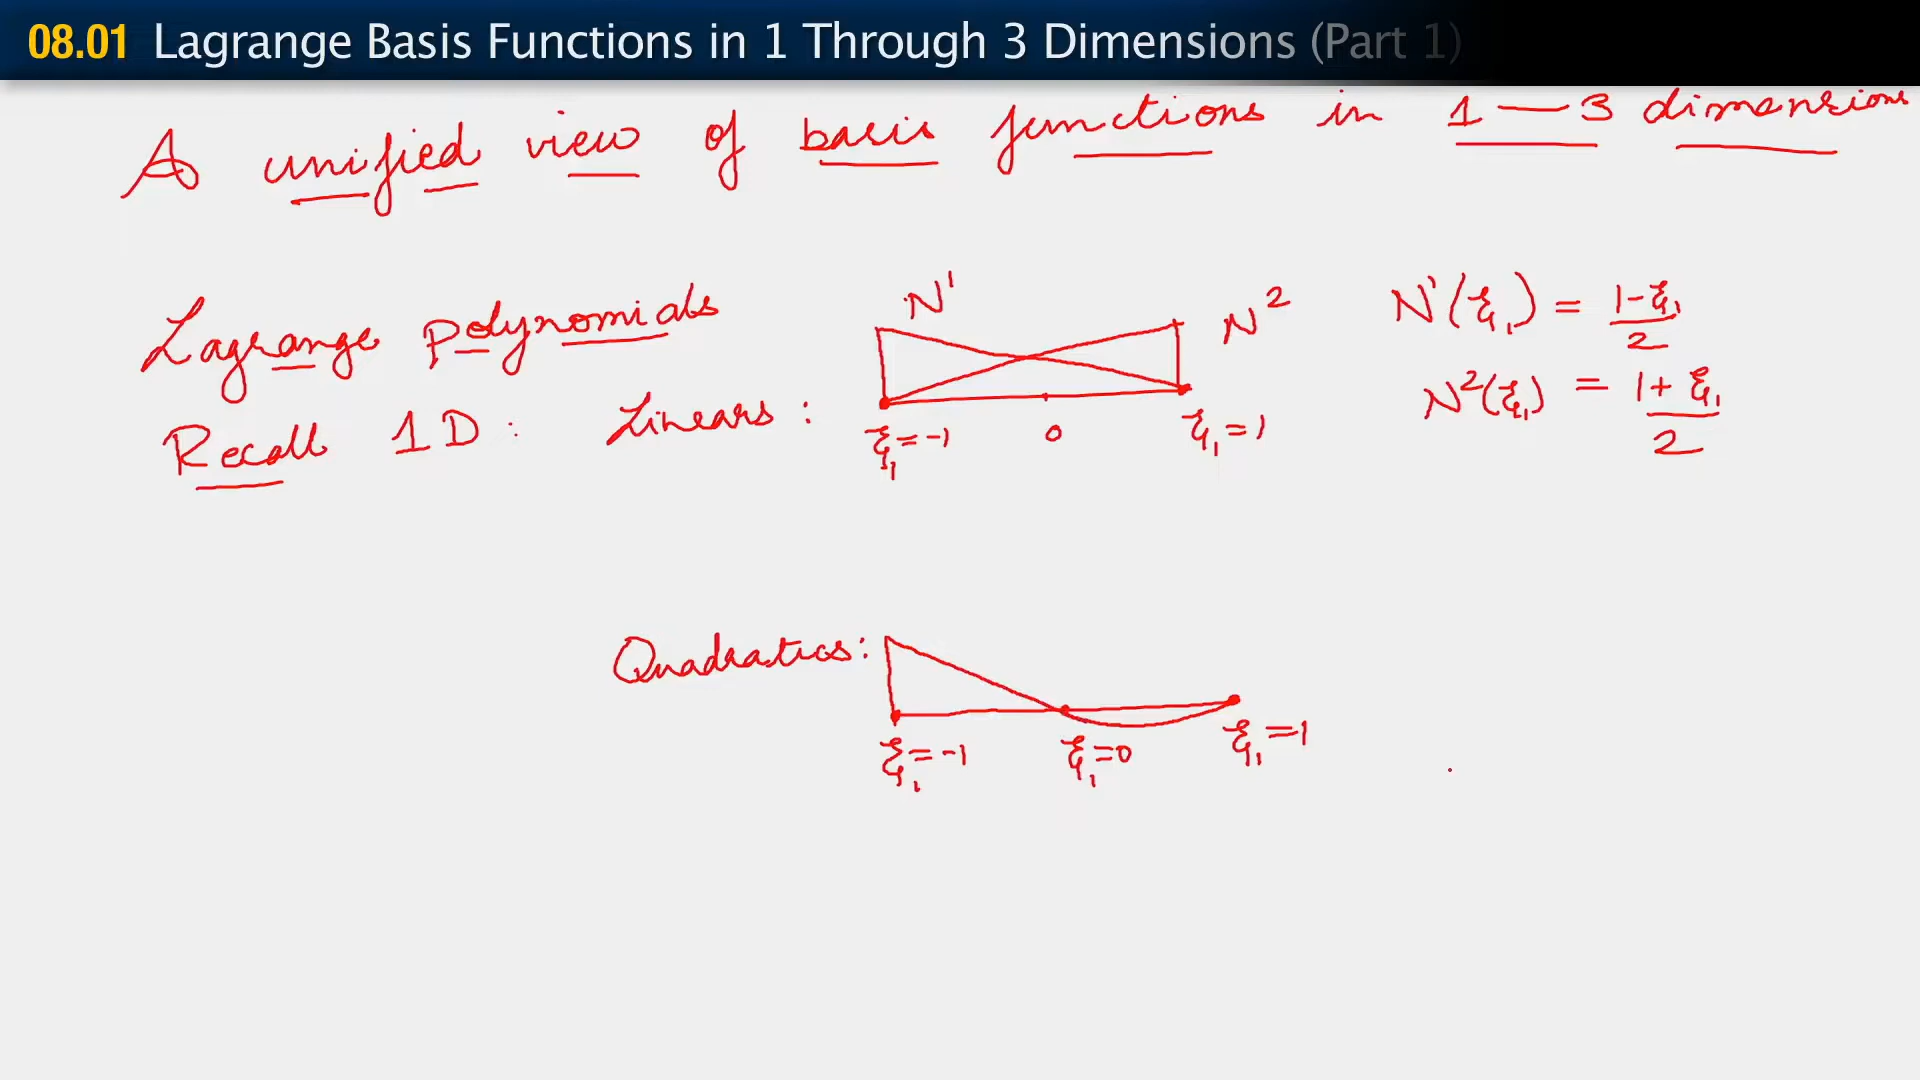 08.01 Lagrange Basis Functions in 1 Through 3 Dimensions (Part 1)
A unified view of basis functions in 1 — 3 dimensions
Lagrange polynomials
N¹ N² N¹(ξ₁) = (1-ξ₁)/2
Recall 1D: Linears: N²(ξ₁) = (1+ξ₁)/2
ξ₁=-1 0 ξ₁=1
Quadratics:
ξ₁=-1 ξ₁=0 ξ₁=1